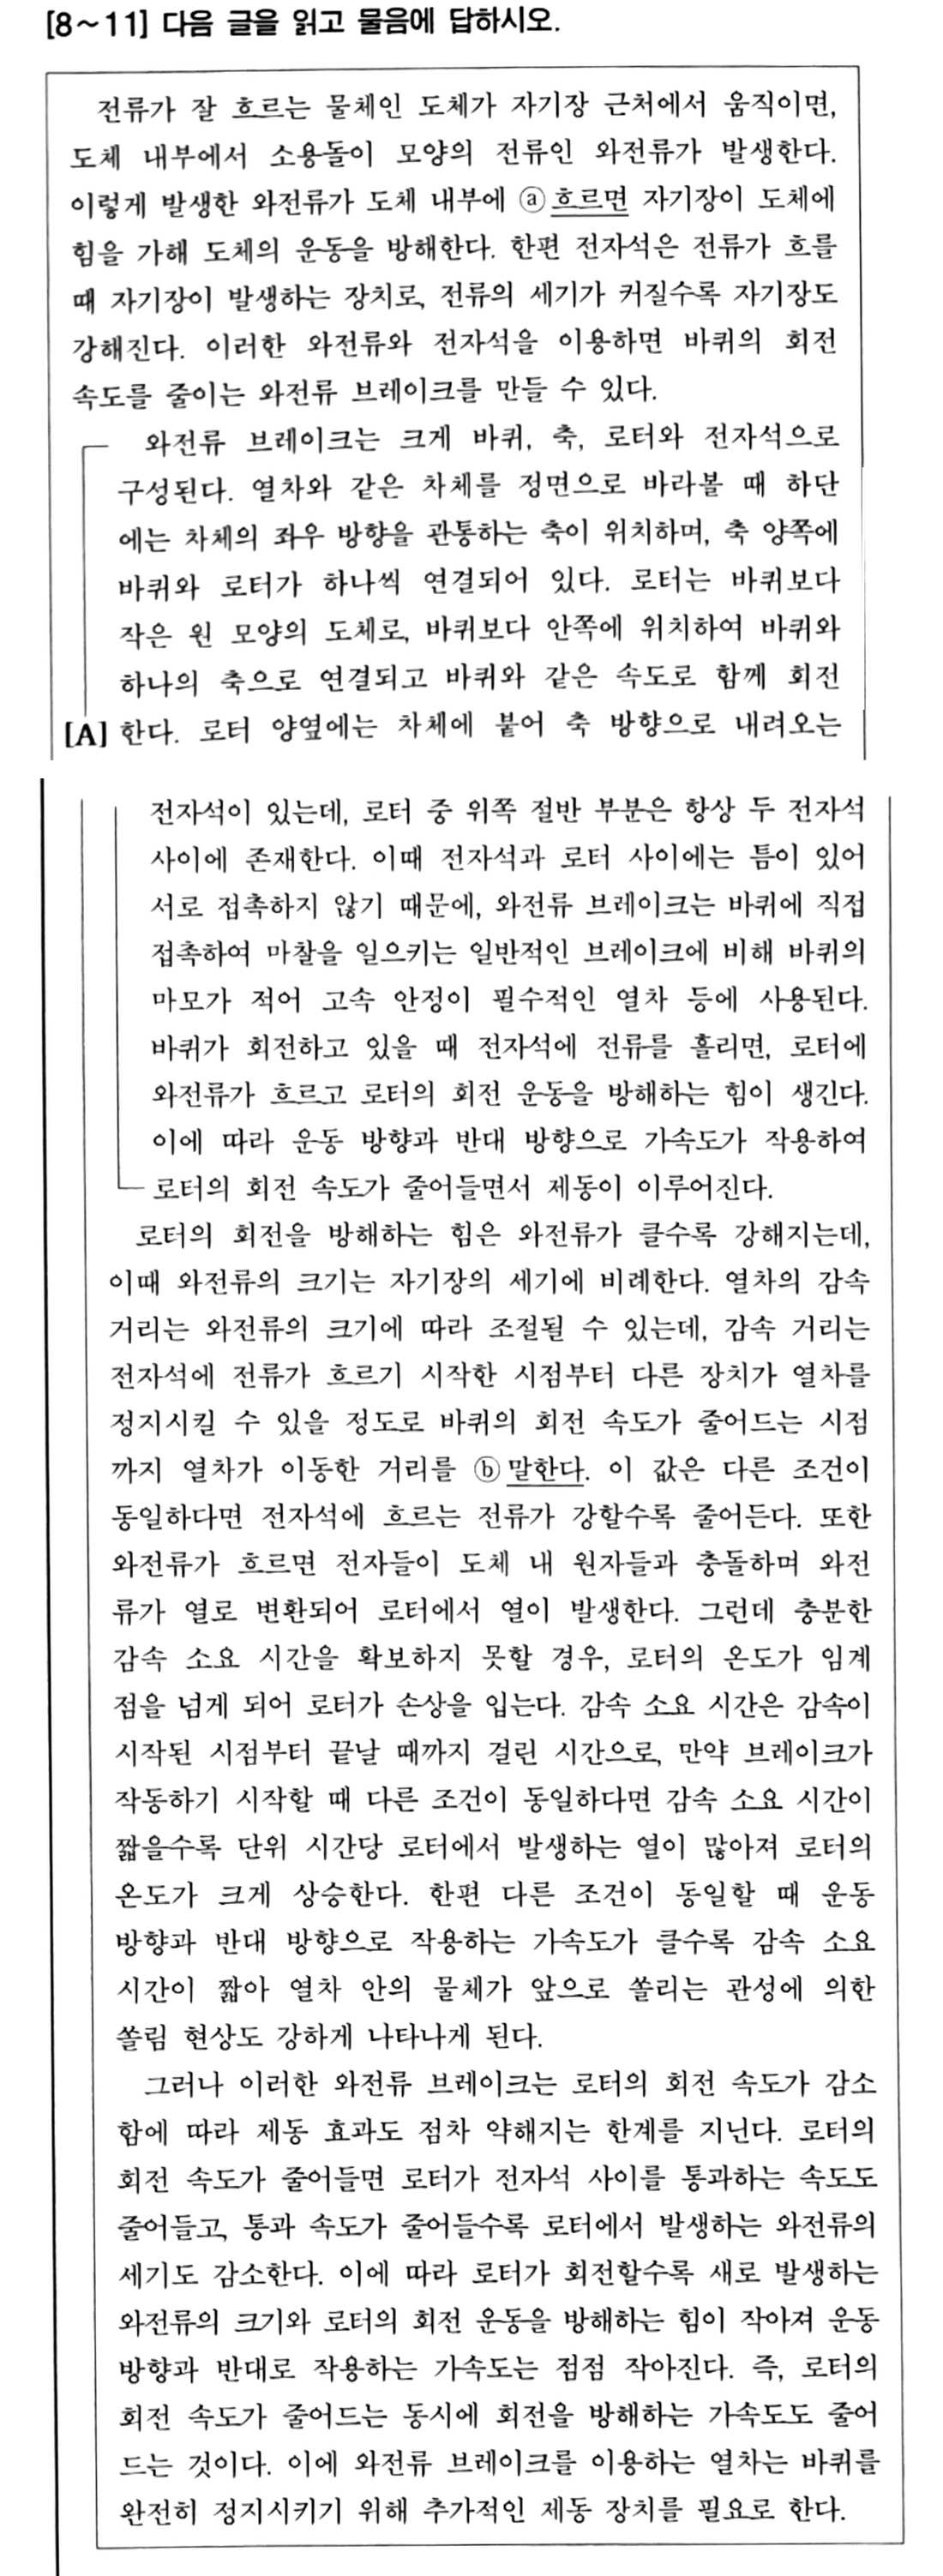 [8~11] 다음 글을 읽고 물음에 답하시오.
전류가 잘 흐르는 물체인 도체가 자기장 근처에서 움직이면,
도체 내부에서 소용돌이 모양의 전류인 와전류가 발생한다.
이렇게 발생한 와전류가 도체 내부에 ⓐ흐르면 자기장이 도체에
힘을 가해 도체의 운동을 방해한다. 한편 전자석은 전류가 흐를
때 자기장이 발생하는 장치로, 전류의 세기가 커질수록 자기장도
강해진다. 이러한 와전류와 전자석을 이용하면 바퀴의 회전
속도를 줄이는 와전류 브레이크를 만들 수 있다.
와전류 브레이크는 크게 바퀴, 축, 로터와 전자석으로
구성된다. 열차와 같은 차체를 정면으로 바라볼 때 하단
에는 차체의 좌우 방향을 관통하는 축이 위치하며, 축 양쪽에
바퀴와 로터가 하나씩 연결되어 있다. 로터는 바퀴보다
작은 원 모양의 도체로, 바퀴보다 안쪽에 위치하여 바퀴와
하나의 축으로 연결되고 바퀴와 같은 속도로 함께 회전
[A] 한다. 로터 양옆에는 차체에 붙어 축 방향으로 내려오는
전자석이 있는데, 로터 중 위쪽 절반 부분은 항상 두 전자석
사이에 존재한다. 이때 전자석과 로터 사이에는 틈이 있어
서로 접촉하지 않기 때문에, 와전류 브레이크는 바퀴에 직접
접촉하여 마찰을 일으키는 일반적인 브레이크에 비해 바퀴의
마모가 적어 고속 안정이 필수적인 열차 등에 사용된다.
바퀴가 회전하고 있을 때 전자석에 전류를 흘리면, 로터에
와전류가 흐르고 로터의 회전 운동을 방해하는 힘이 생긴다.
이에 따라 운동 방향과 반대 방향으로 가속도가 작용하여
로터의 회전 속도가 줄어들면서 제동이 이루어진다.
로터의 회전을 방해하는 힘은 와전류가 클수록 강해지는데,
이때 와전류의 크기는 자기장의 세기에 비례한다. 열차의 감속
거리는 와전류의 크기에 따라 조절될 수 있는데, 감속 거리는
전자석에 전류가 흐르기 시작한 시점부터 다른 장치가 열차를
정지시킬 수 있을 정도로 바퀴의 회전 속도가 줄어드는 시점
까지 열차가 이동한 거리를 ⓑ말한다. 이 값은 다른 조건이
동일하다면 전자석에 흐르는 전류가 강할수록 줄어든다. 또한
와전류가 흐르면 전자들이 도체 내 원자들과 충돌하며 와전
류가 열로 변환되어 로터에서 열이 발생한다. 그런데 충분한
감속 소요 시간을 확보하지 못할 경우, 로터의 온도가 임계
점을 넘게 되어 로터가 손상을 입는다. 감속 소요 시간은 감속이
시작된 시점부터 끝날 때까지 걸린 시간으로, 만약 브레이크가
작동하기 시작할 때 다른 조건이 동일하다면 감속 소요 시간이
짧을수록 단위 시간당 로터에서 발생하는 열이 많아져 로터의
온도가 크게 상승한다. 한편 다른 조건이 동일할 때 운동
방향과 반대 방향으로 작용하는 가속도가 클수록 감속 소요
시간이 짧아 열차 안의 물체가 앞으로 쏠리는 관성에 의한
쏠림 현상도 강하게 나타나게 된다.
그러나 이러한 와전류 브레이크는 로터의 회전 속도가 감소
함에 따라 제동 효과도 점차 약해지는 한계를 지닌다. 로터의
회전 속도가 줄어들면 로터가 전자석 사이를 통과하는 속도도
줄어들고, 통과 속도가 줄어들수록 로터에서 발생하는 와전류의
세기도 감소한다. 이에 따라 로터가 회전할수록 새로 발생하는
와전류의 크기와 로터의 회전 운동을 방해하는 힘이 작아져 운동
방향과 반대로 작용하는 가속도는 점점 작아진다. 즉, 로터의
회전 속도가 줄어드는 동시에 회전을 방해하는 가속도도 줄어
드는 것이다. 이에 와전류 브레이크를 이용하는 열차는 바퀴를
완전히 정지시키기 위해 추가적인 제동 장치를 필요로 한다.